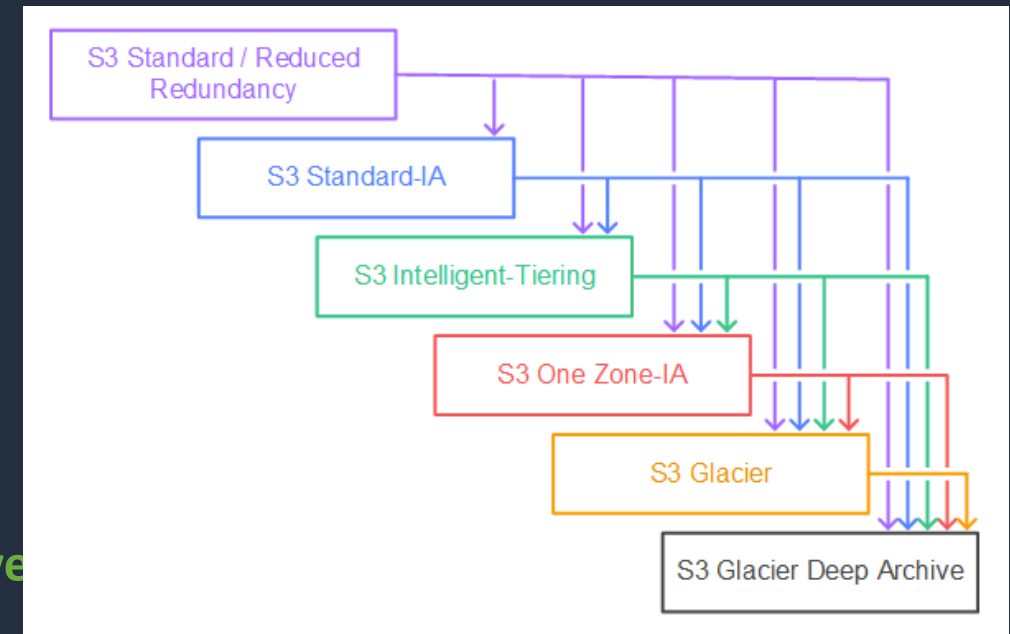 S3 Standard / Reduced
Redundancy
S3 Standard-IA
S3 Intelligent-Tiering
S3 One Zone-IA
S3 Glacier
S3 Glacier Deep Archive